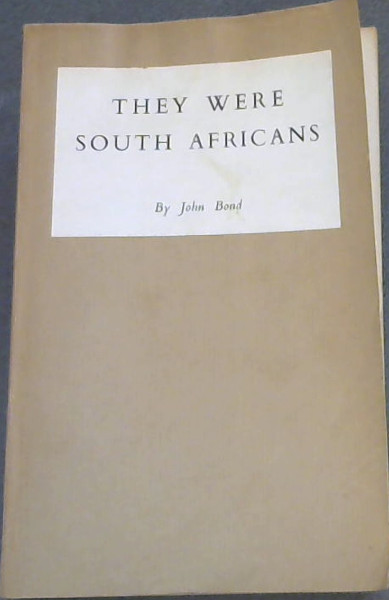 THEY WERE
SOUTH AFRICANS
By John Bond